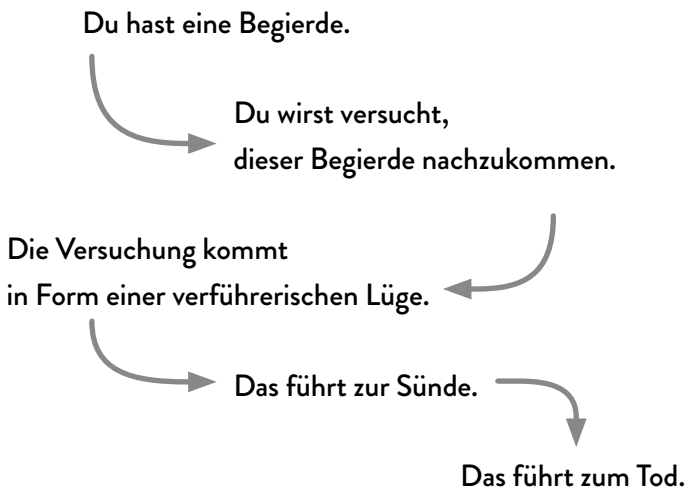 Du hast eine Begierde.
Du wirst versucht,
dieser Begierde nachzukommen.
Die Versuchung kommt
in Form einer verführerischen Lüge.
Das führt zur Sünde.
Das führt zum Tod.